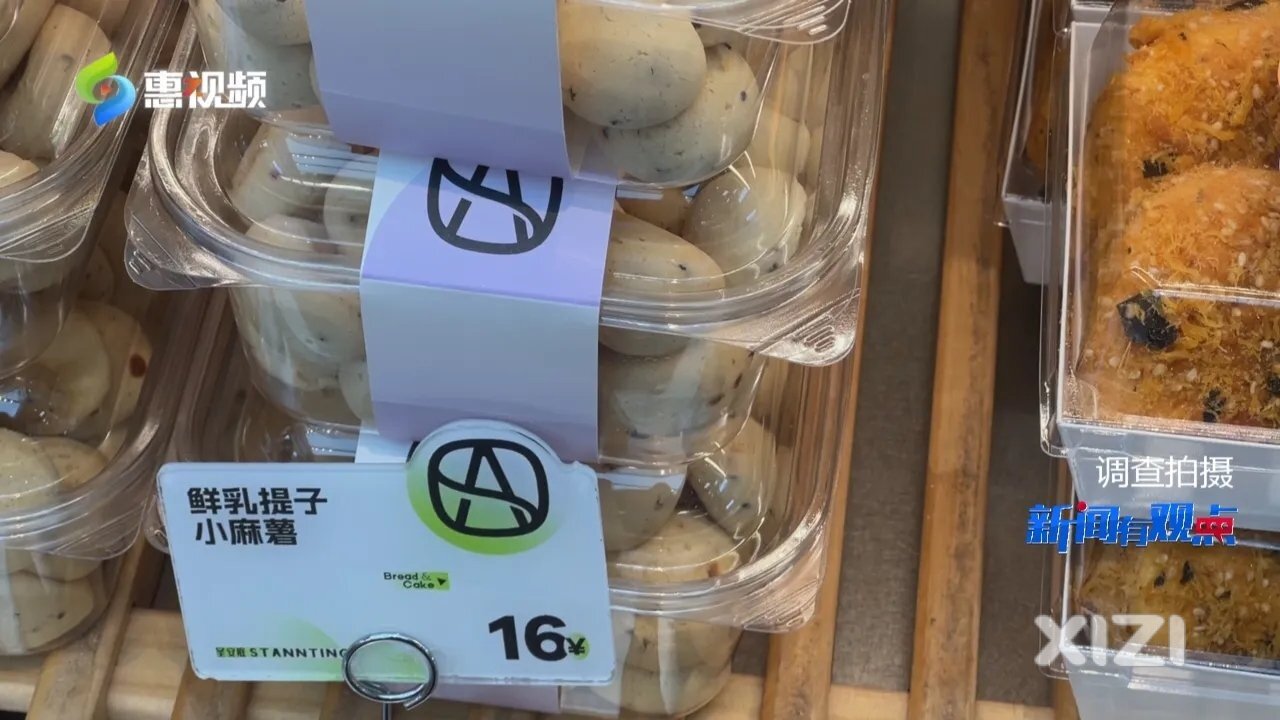 惠视频
鲜乳提子
小麻薯
Bread &
Cake
16¥
圣安娜 STANNTING
调查拍摄
新闻有观点
XIZI